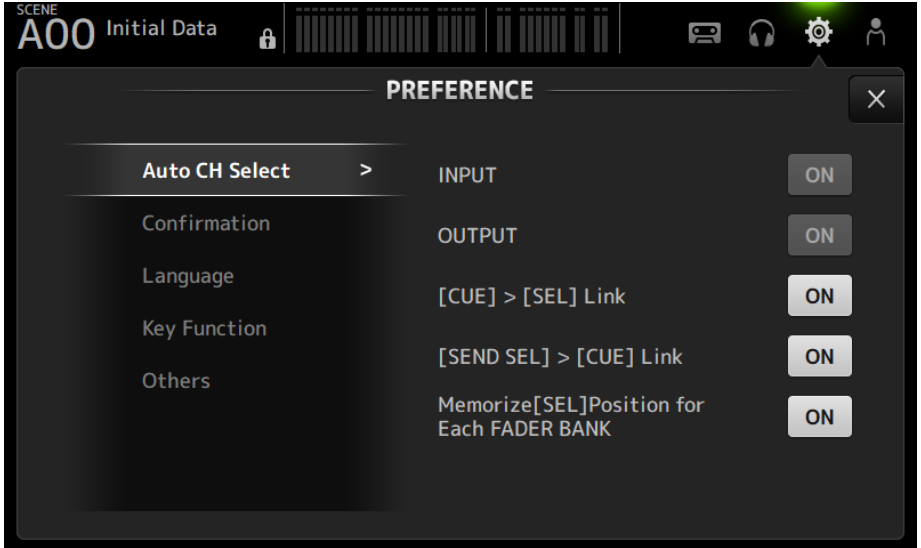 SCENE
A00 Initial Data
PREFERENCE
Auto CH Select >
Confirmation
Language
Key Function
Others
INPUT ON
OUTPUT ON
[CUE] > [SEL] Link ON
[SEND SEL] > [CUE] Link ON
Memorize[SEL]Position for
Each FADER BANK ON